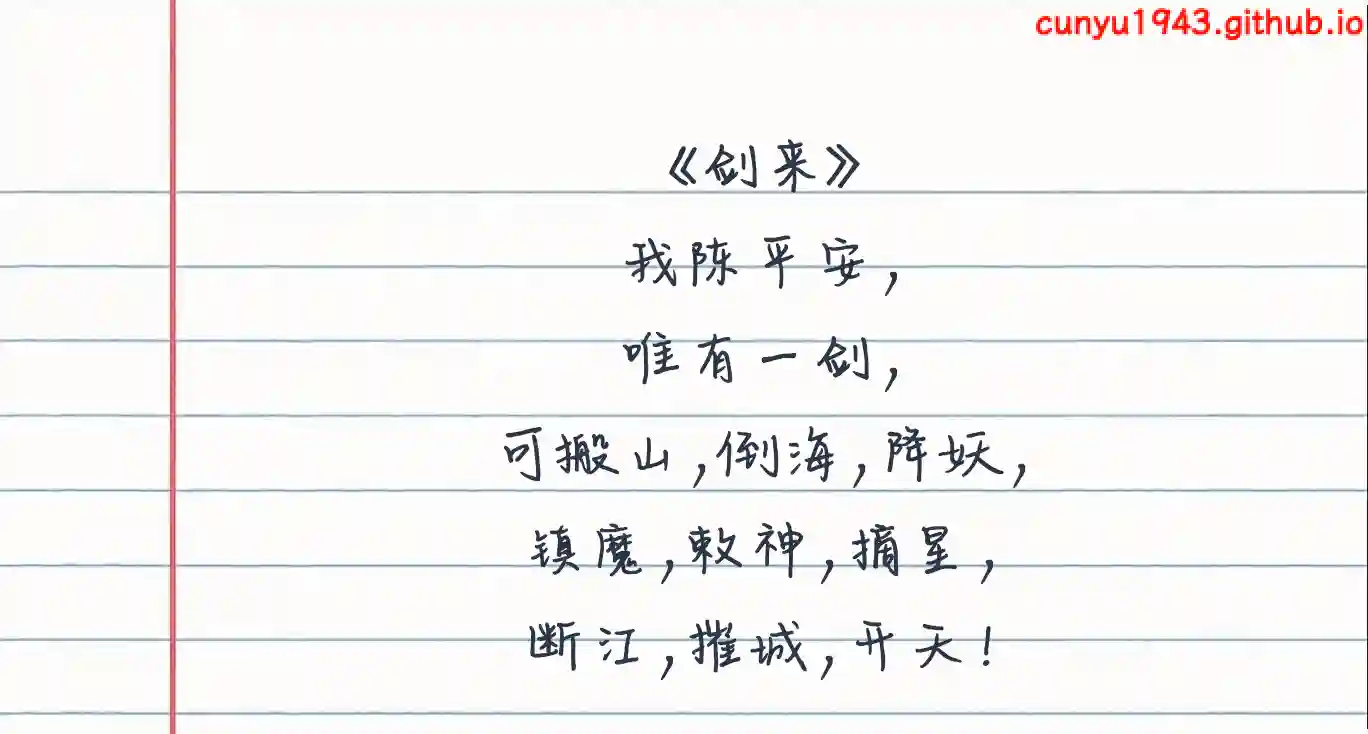 cunyu1943.github.io
《剑来》
我陈平安，
唯有一剑，
可搬山，倒海，降妖，
镇魔，敕神，摘星，
断江，摧城，开天！